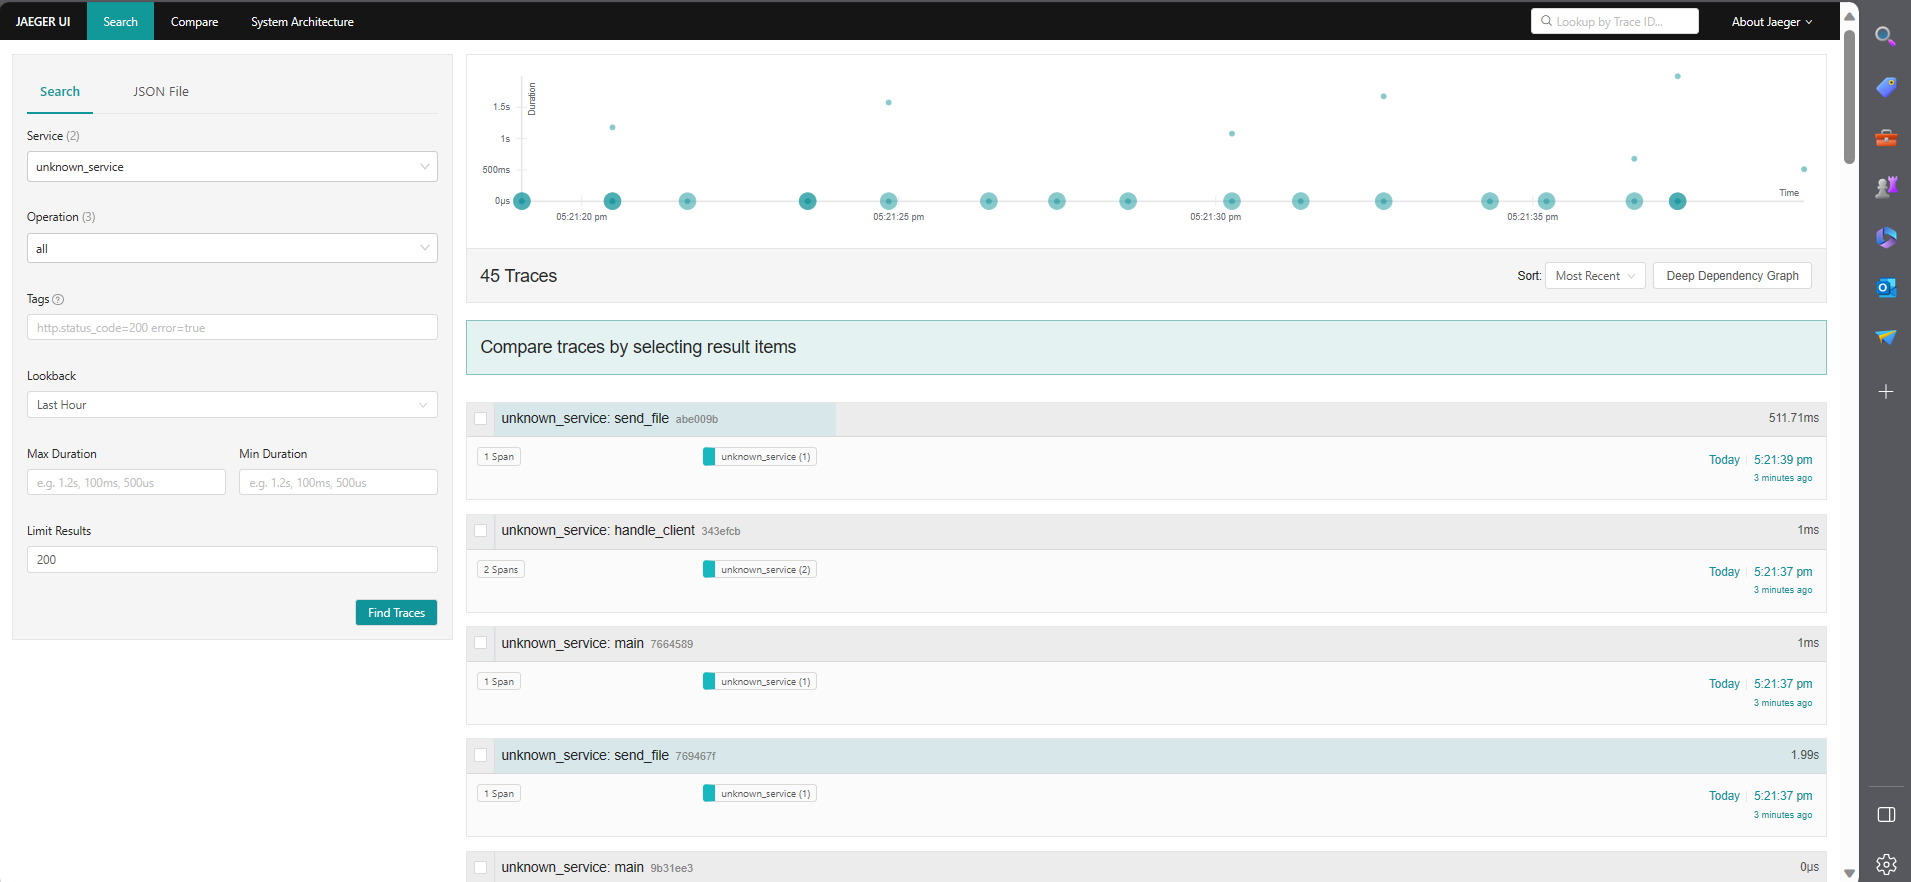 JAEGER UI Search Compare System Architecture Lookup by Trace ID... About Jaeger
Search JSON File
Service (2)
unknown_service
Operation (3)
all
Tags
http.status_code=200 error=true
Lookback
Last Hour
Max Duration Min Duration
e.g. 1.2s, 100ms, 500us e.g. 1.2s, 100ms, 500us
Limit Results
200
Find Traces
Duration
1.5s
1s
500ms
0μs
Time
05:21:20 pm 05:21:25 pm 05:21:30 pm 05:21:35 pm
45 Traces Sort: Most Recent Deep Dependency Graph
Compare traces by selecting result items
unknown_service: send_file abe009b 511.71ms
1 Span unknown_service (1) Today 5:21:39 pm
3 minutes ago
unknown_service: handle_client 343efcb 1ms
2 Spans unknown_service (2) Today 5:21:37 pm
3 minutes ago
unknown_service: main 7664589 1ms
1 Span unknown_service (1) Today 5:21:37 pm
3 minutes ago
unknown_service: send_file 769467f 1.99s
1 Span unknown_service (1) Today 5:21:37 pm
3 minutes ago
unknown_service: main 9b31ee3 0μs